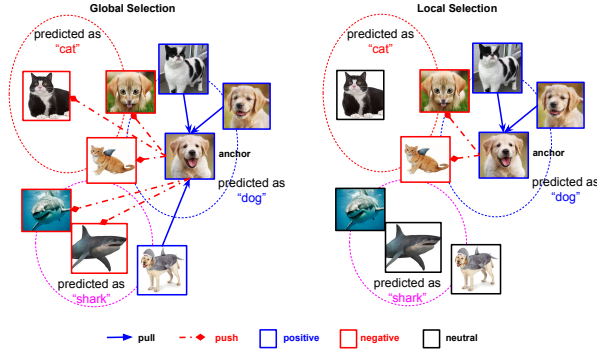 Global Selection
predicted as
“cat”
anchor
predicted as
“dog”
predicted as
“shark”
Local Selection
predicted as
“cat”
anchor
predicted as
“dog”
predicted as
“shark”
pull
push
positive
negative
neutral